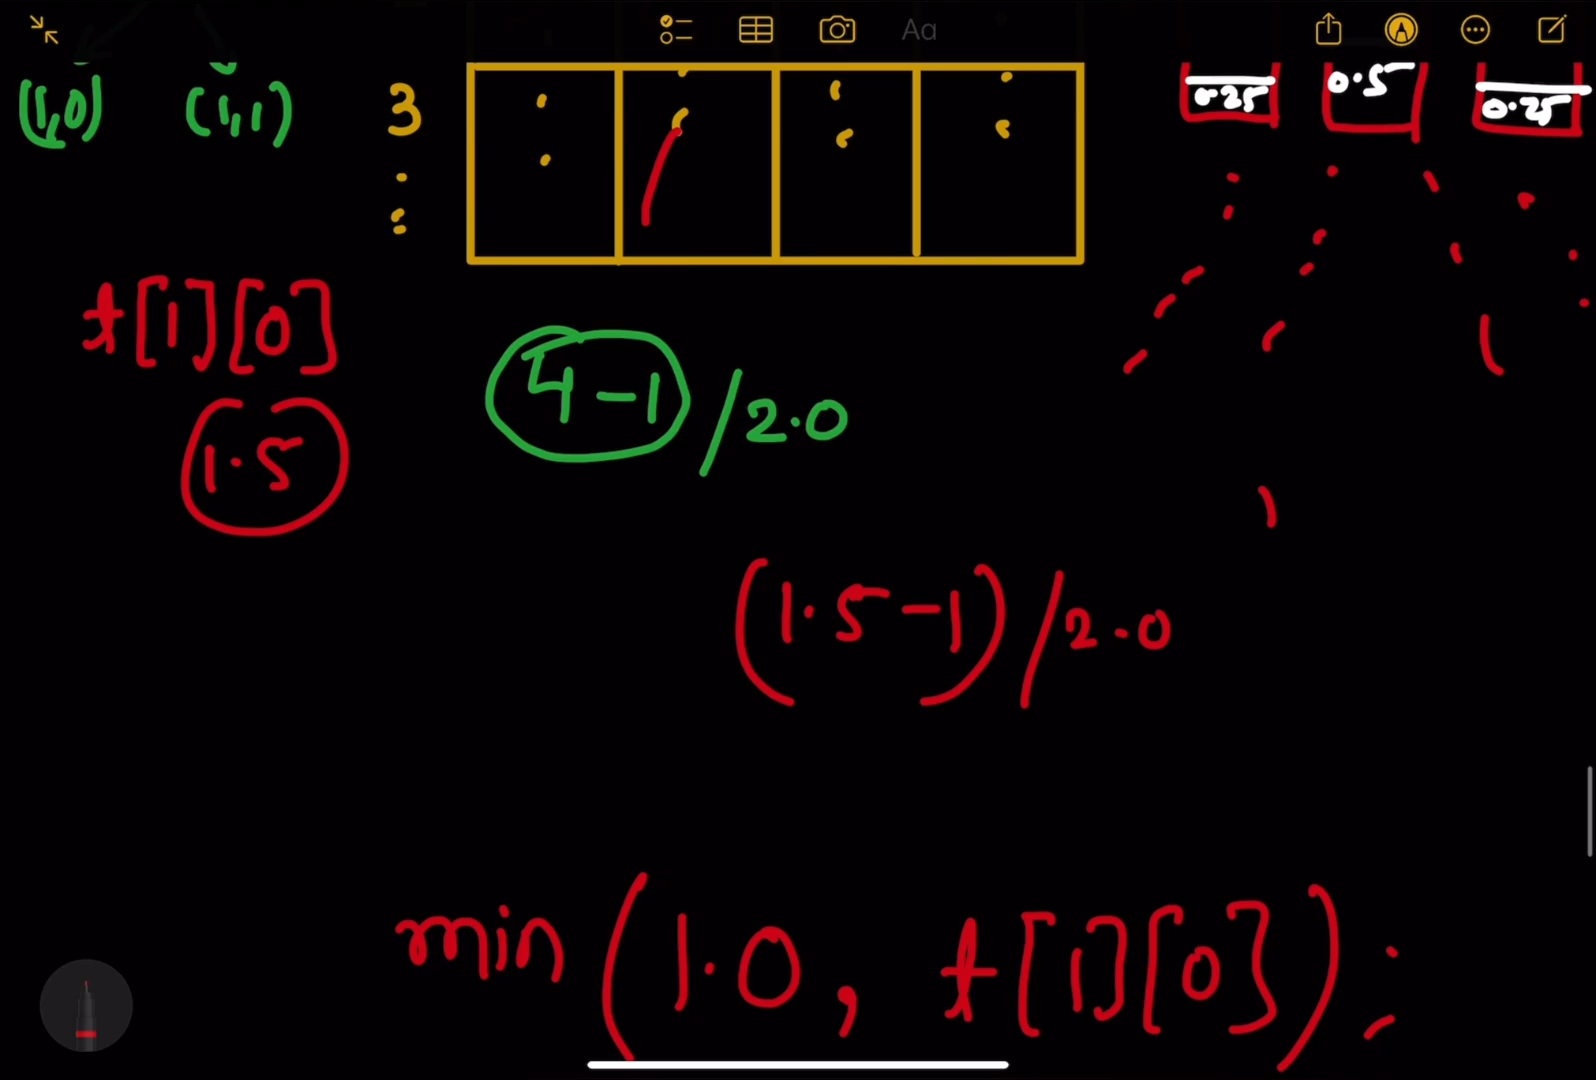 Aa
(1,0) (1,1) 3 0.25 0.5 0.25
t[1][0]
4-1/2.0
1.5
(1.5-1)/2.0
min(1.0, t[1][0]);